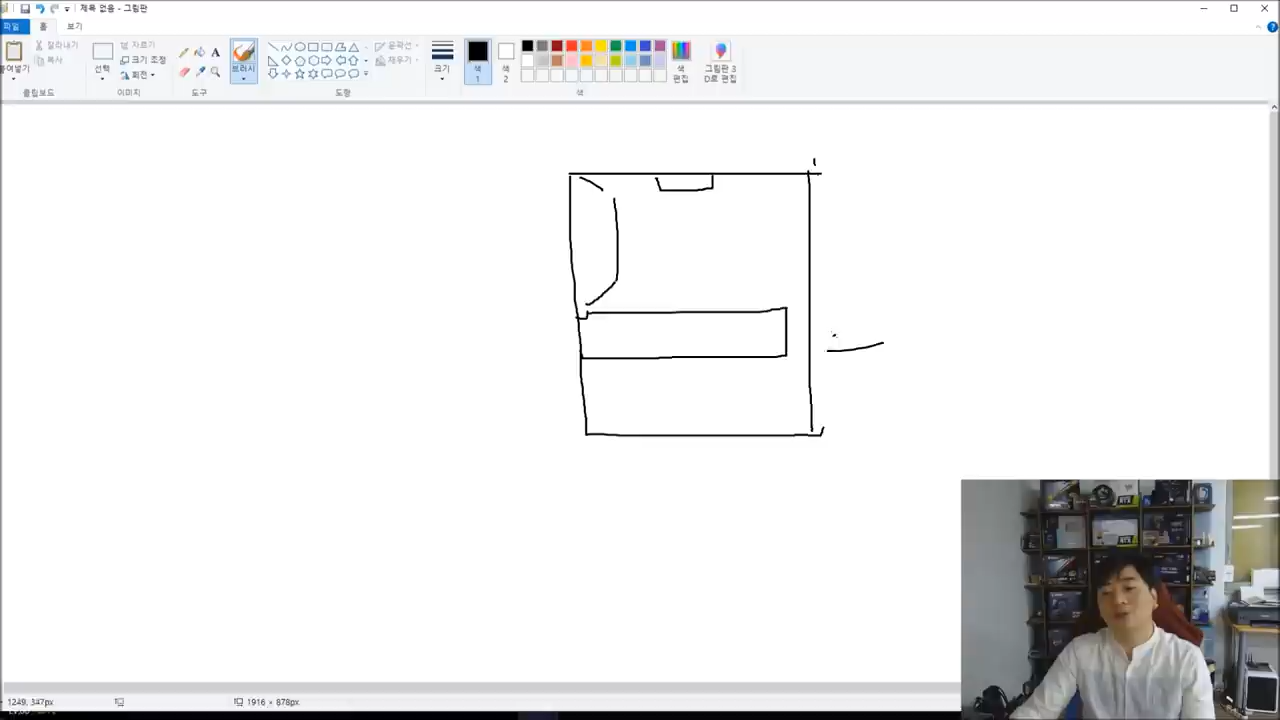 제목 없음 - 그림판
파일 홈 보기
붙여넣기 잘라내기 복사
선택 자르기 크기 조정 회전
A
브러시
윤곽선 채우기
크기
색 1
색 2
색 편집
그림판 3D로 편집
클립보드 이미지 도구 도형 색
1249, 347px 1916 × 878px